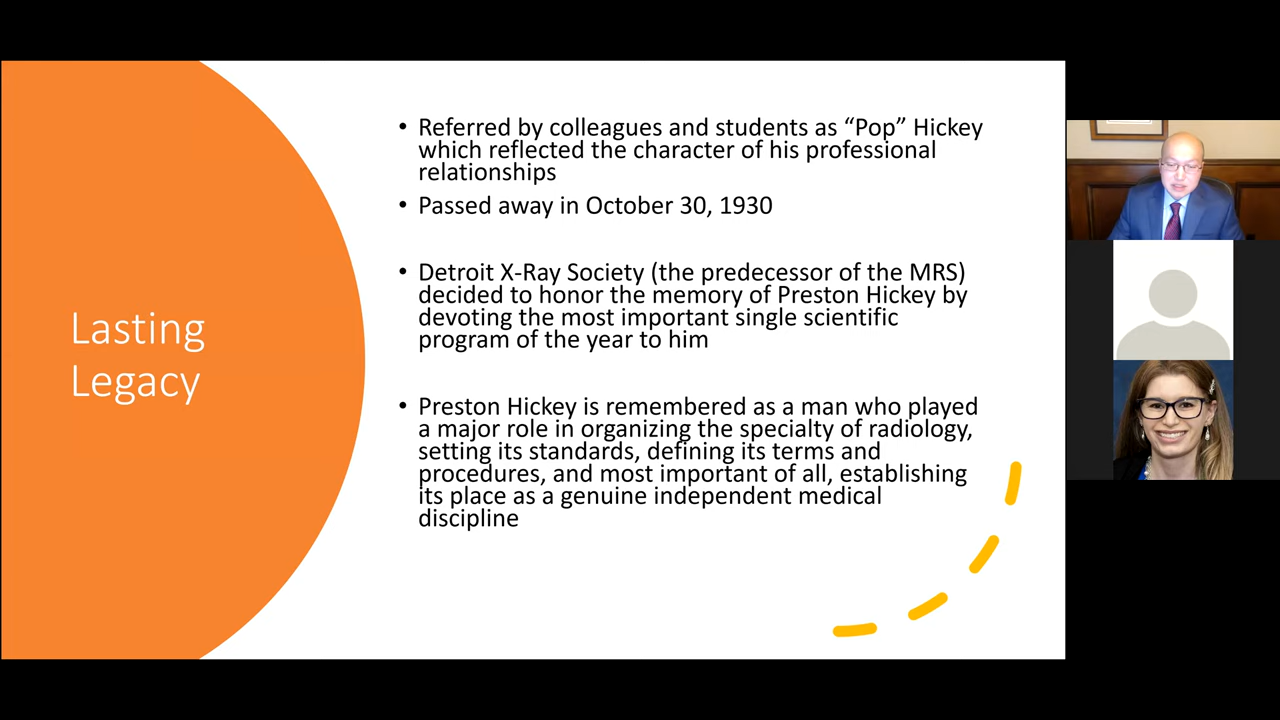 Lasting
Legacy
• Referred by colleagues and students as “Pop” Hickey
which reflected the character of his professional
relationships
• Passed away in October 30, 1930
• Detroit X-Ray Society (the predecessor of the MRS)
decided to honor the memory of Preston Hickey by
devoting the most important single scientific
program of the year to him
• Preston Hickey is remembered as a man who played
a major role in organizing the specialty of radiology,
setting its standards, defining its terms and
procedures, and most important of all, establishing
its place as a genuine independent medical
discipline